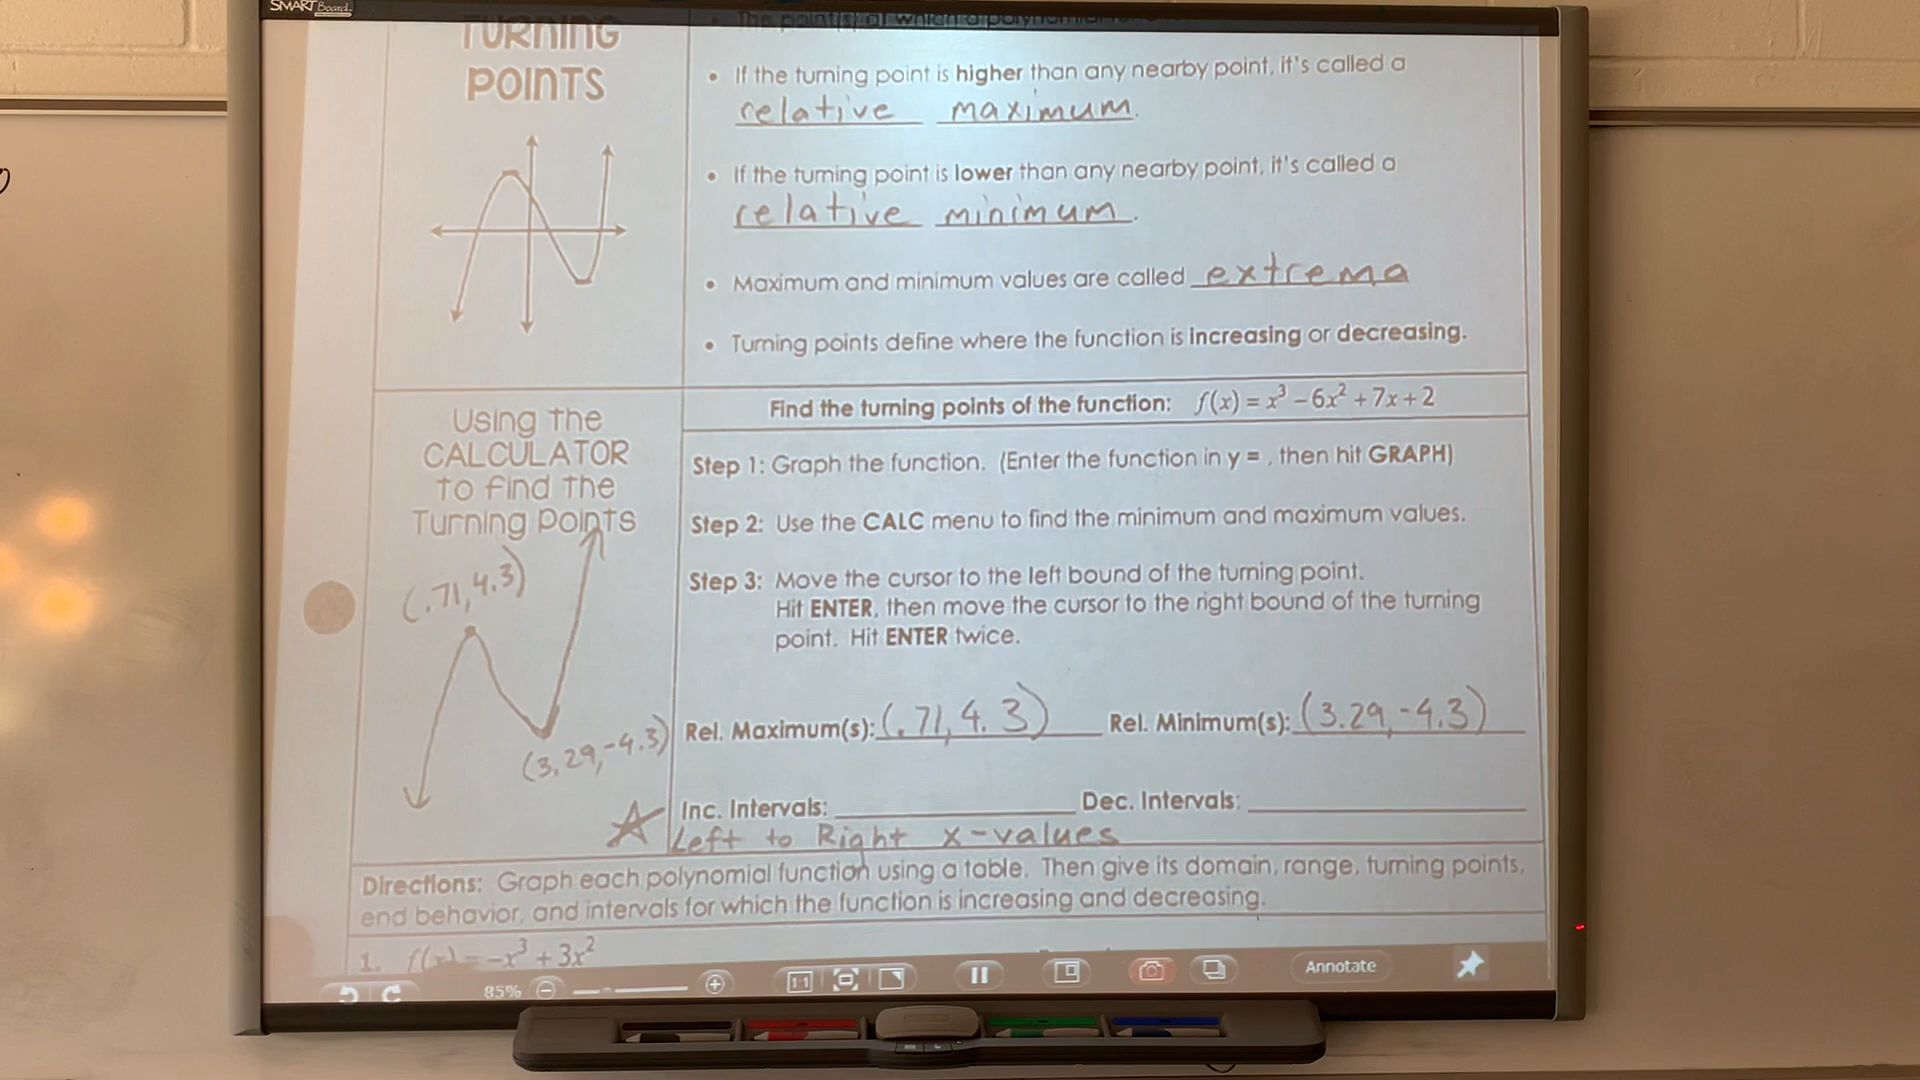 SMART Board
TURNING
POINTS
• The point(s) at which a polynomial
• If the turning point is higher than any nearby point, it's called a
relative maximum.
• If the turning point is lower than any nearby point, it's called a
relative minimum.
• Maximum and minimum values are called extrema
• Turning points define where the function is increasing or decreasing.
Using the
CALCULATOR
to find the
Turning Points
(.71, 4.3)
(3.29, -4.3)
Find the turning points of the function: f(x) = x³ – 6x² + 7x + 2
Step 1: Graph the function. (Enter the function in y = , then hit GRAPH)
Step 2: Use the CALC menu to find the minimum and maximum values.
Step 3: Move the cursor to the left bound of the turning point.
Hit ENTER, then move the cursor to the right bound of the turning
point. Hit ENTER twice.
Rel. Maximum(s): (.71, 4.3) Rel. Minimum(s): (3.29, -4.3)
Inc. Intervals: Dec. Intervals:
Left to Right x-values
Directions: Graph each polynomial function using a table. Then give its domain, range, turning points,
end behavior, and intervals for which the function is increasing and decreasing.
1. f(x) = –x³ + 3x²
85% 1:1 Annotate